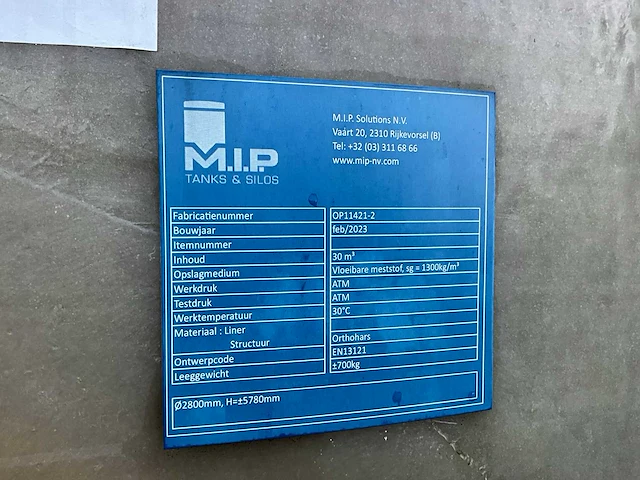 M.I.P.
TANKS & SILOS
M.I.P. Solutions N.V.
Vaart 20, 2310 Rijkevorsel (B)
Tel: +32 (03) 311 68 66
www.mip-nv.com
Fabricatienummer OP11421-2
Bouwjaar feb/2023
Itemnummer
Inhoud 30 m³
Opslagmedium Vloeibare meststof, sg = 1300kg/m³
Werkdruk ATM
Testdruk ATM
Werktemperatuur 30°C
Materiaal : Liner
Structuur Orthohars
Ontwerpcode EN13121
Leeggewicht ±700kg
Ø2800mm, H=±5780mm